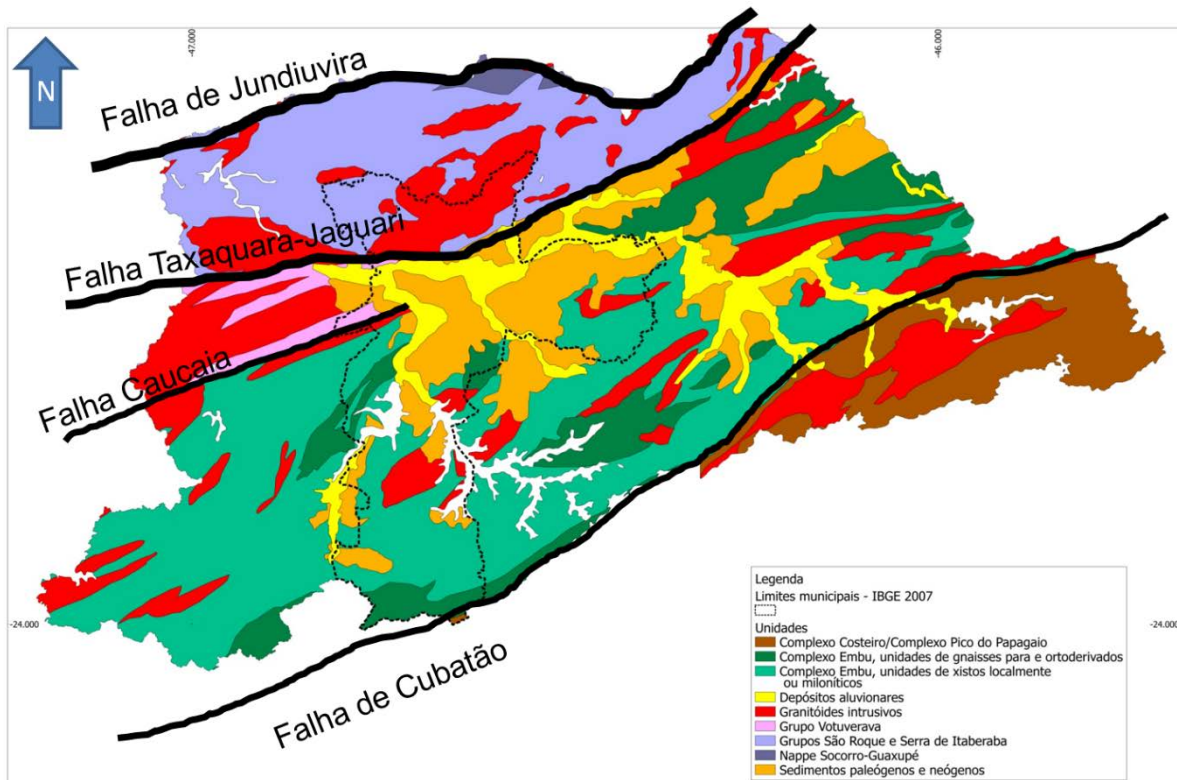 -47.000
-46.000
N
Falha de Jundiuvira
Falha Taxaquara-Jaguari
Falha Caucaia
-24.000
-24.000
Falha de Cubatão
Legenda
Limites municipais - IBGE 2007
Unidades
Complexo Costeiro/Complexo Pico do Papagaio
Complexo Embu, unidades de gnaisses para e ortoderivados
Complexo Embu, unidades de xistos localmente
ou miloníticos
Depósitos aluvionares
Granitóides intrusivos
Grupo Votuverava
Grupos São Roque e Serra de Itaberaba
Nappe Socorro-Guaxupé
Sedimentos paleógenos e neógenos